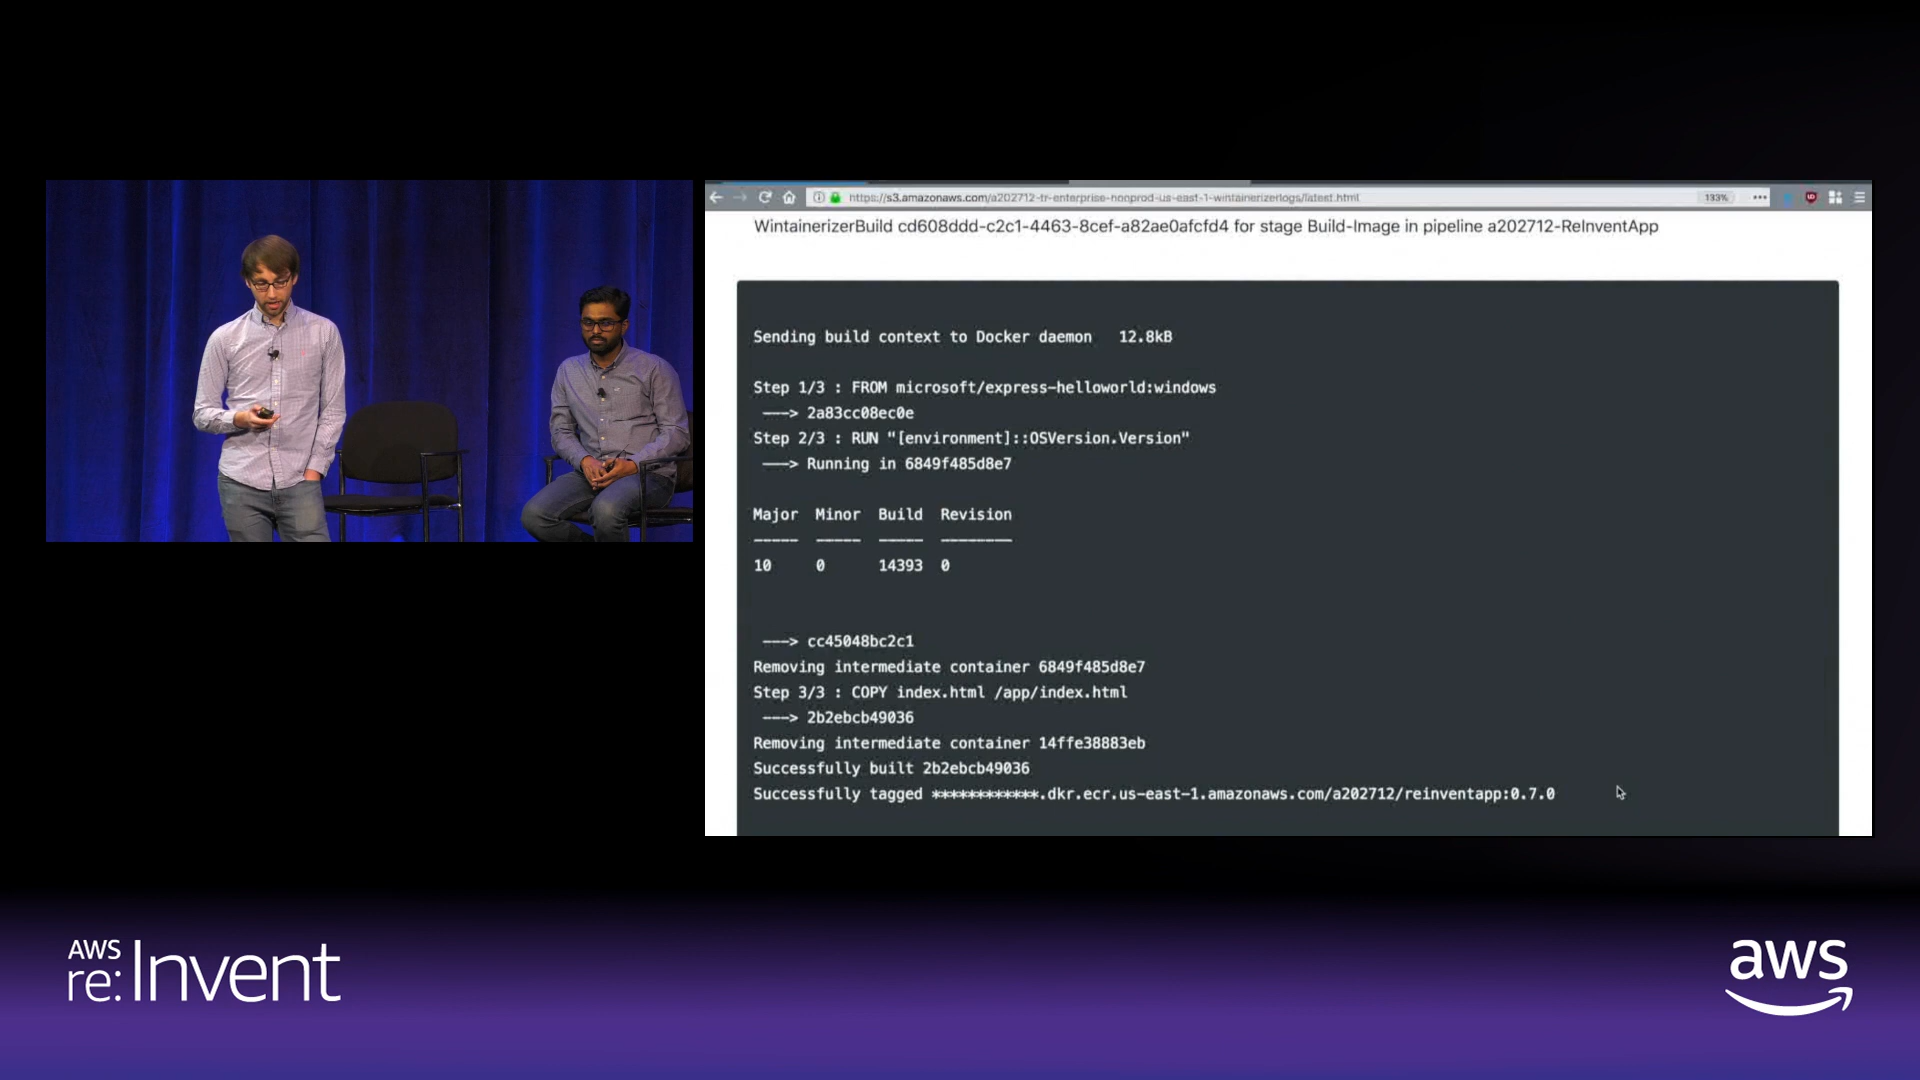 https://s3.amazonaws.com/a202712-tr-enterprise-nonprod-us-east-1-wintainerizerlogs/latest.html 133%
WintainerizerBuild cd608ddd-c2c1-4463-8cef-a82ae0afcfd4 for stage Build-Image in pipeline a202712-ReInventApp
Sending build context to Docker daemon 12.8kB
Step 1/3 : FROM microsoft/express-helloworld:windows
---> 2a83cc08ec0e
Step 2/3 : RUN "[environment]::OSVersion.Version"
---> Running in 6849f485d8e7
Major Minor Build Revision
----- ----- ----- --------
10 0 14393 0
---> cc45048bc2c1
Removing intermediate container 6849f485d8e7
Step 3/3 : COPY index.html /app/index.html
---> 2b2ebcb49036
Removing intermediate container 14ffe38883eb
Successfully built 2b2ebcb49036
Successfully tagged ************.dkr.ecr.us-east-1.amazonaws.com/a202712/reinventapp:0.7.0
AWS
re:Invent
aws